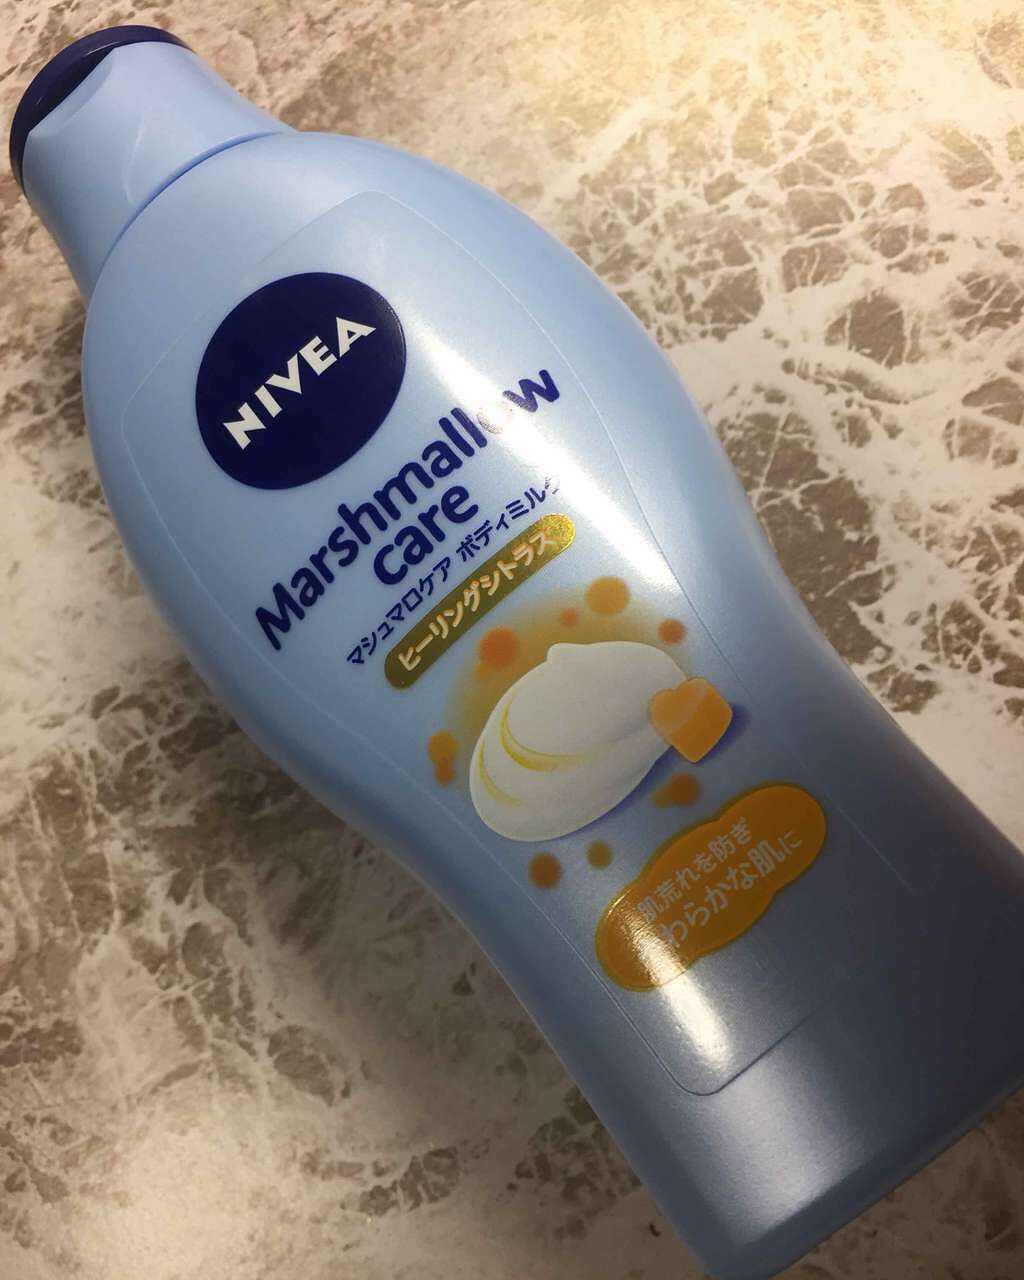 NIVEA
Marshmallow
care
マシュマロケア ボディミルク
ヒーリングシトラス
肌荒れを防ぎ
わらかな肌に